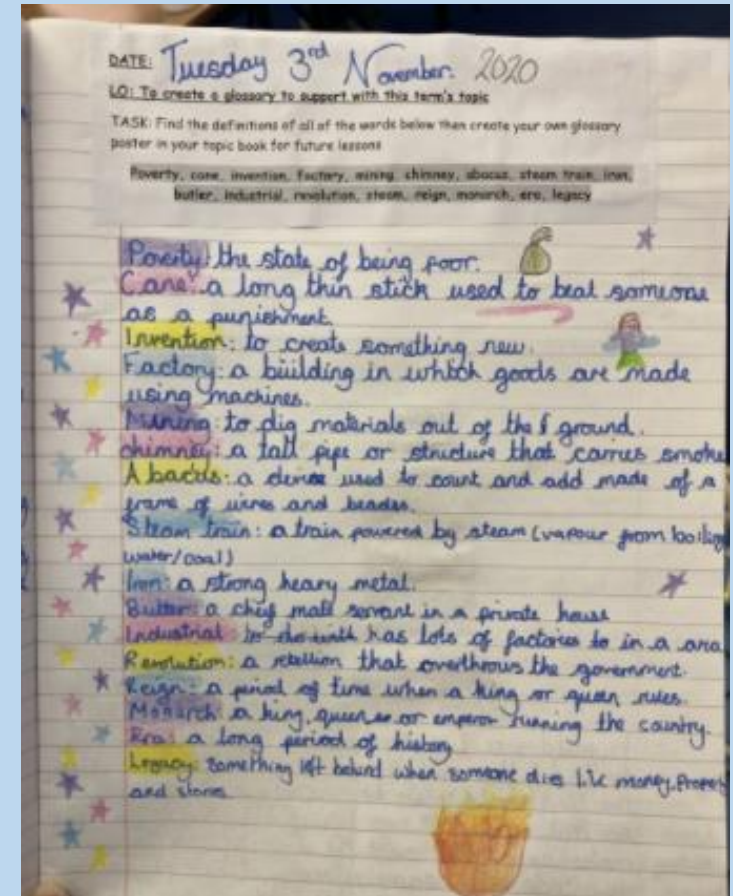 DATE: Tuesday 3rd November. 2020
LO: To create a glossary to support with this term's topic
TASK: Find the definitions of all of the words below then create your own glossary
poster in your topic book for future lessons
Poverty, cane, invention, factory, mining, chimney, abacus, steam train, iron,
butler, industrial, revolution, steam, reign, monarch, era, legacy
Poverty: the state of being poor.
Cane: a long thin stick used to beat someone
as a punishment.
Invention: to create something new.
Factory: a building in which goods are made
using machines.
Mining: to dig materials out of the ground.
chimney: a tall pipe or structure that carries smoke
Abacus: a device used to count and add made of a
frame of wires and beades.
Steam train: a train powered by steam (vapour from boiling
water/coal)
Iron: a strong heavy metal.
Butler: a chief male servant in a private house
Industrial: has lots of factories to in a area
Revolution: a rebellion that overthrows the government.
Reign: a period of time when a king or queen rules.
Monarch: a king, queen or emperor running the country.
Era: a long period of history
Legacy: something left behind when someone dies like money,
and stories